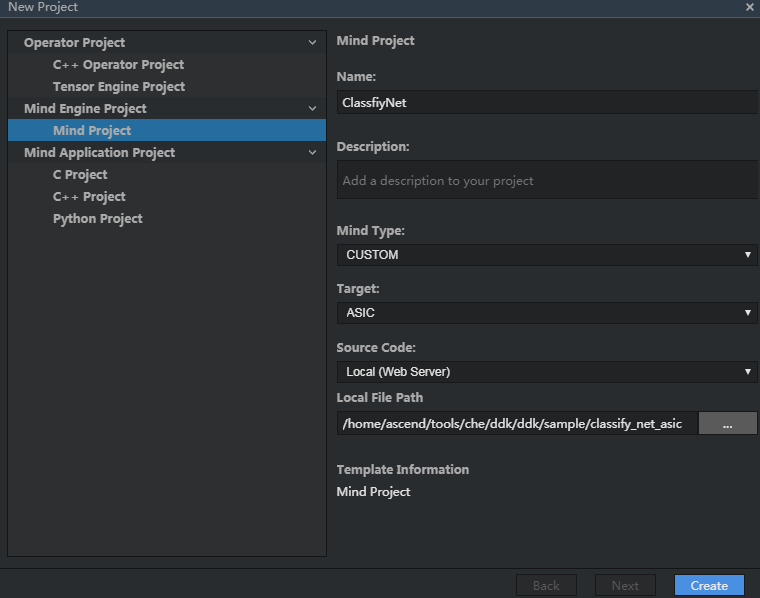 New Project
×
Operator Project
C++ Operator Project
Tensor Engine Project
Mind Engine Project
Mind Project
Mind Application Project
C Project
C++ Project
Python Project
Mind Project
Name:
ClassfiyNet
Description:
Add a description to your project
Mind Type:
CUSTOM
Target:
ASIC
Source Code:
Local (Web Server)
Local File Path
/home/ascend/tools/che/ddk/ddk/sample/classify_net_asic
...
Template Information
Mind Project
Back
Next
Create